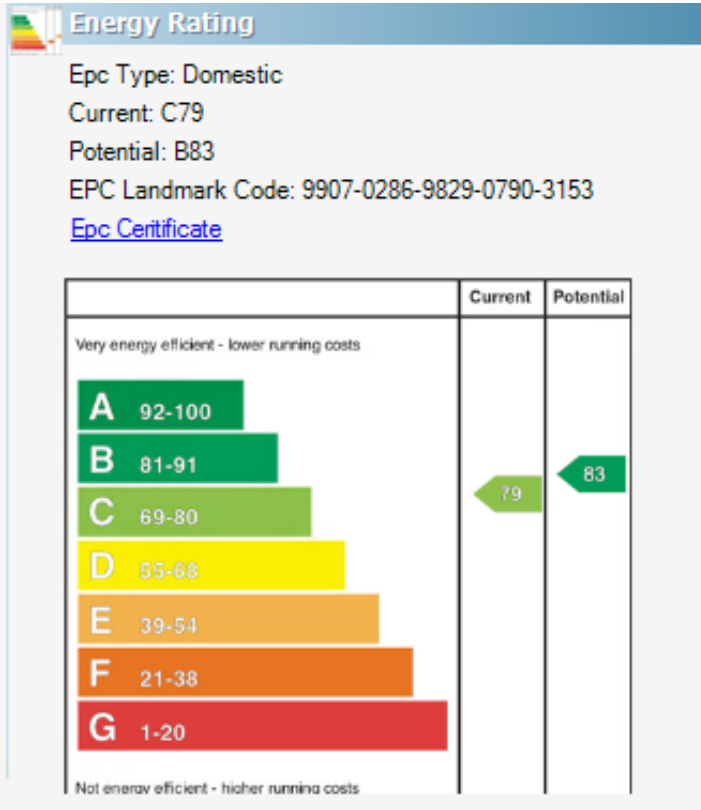 Energy Rating
Epc Type: Domestic
Current: C79
Potential: B83
EPC Landmark Code: 9907-0286-9829-0790-3153
Epc Ceritificate
Current Potential
Very energy efficient - lower running costs
A 92-100
B 81-91
83
79
C 69-80
D 55-68
E 39-54
F 21-38
G 1-20
Not energy efficient - higher running costs